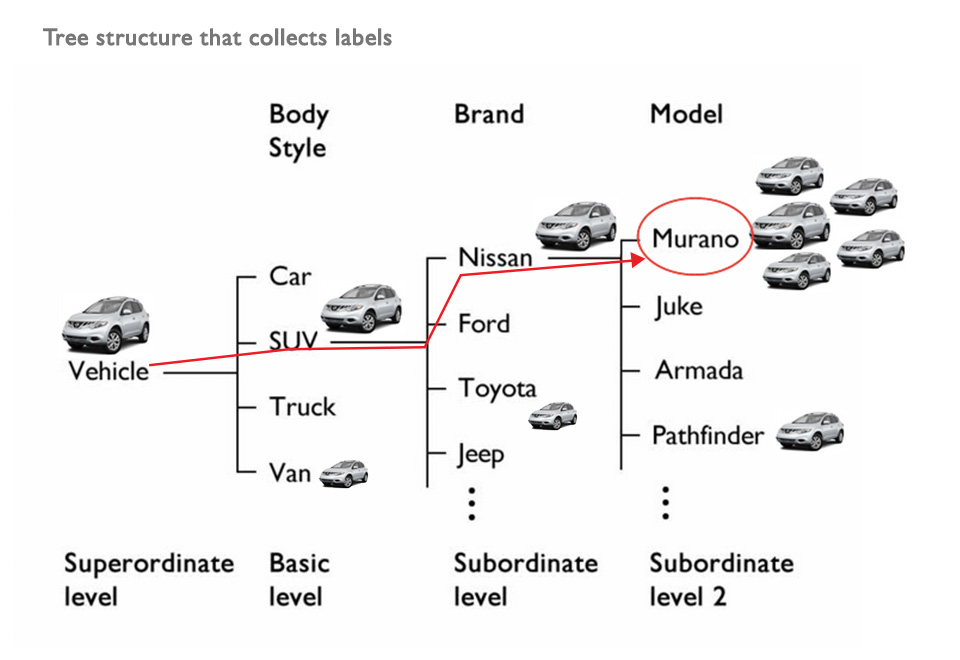 Tree structure that collects labels
Body
Style
Brand
Model
Vehicle
Car
SUV
Truck
Van
Nissan
Ford
Toyota
Jeep
Murano
Juke
Armada
Pathfinder
Superordinate
level
Basic
level
Subordinate
level
Subordinate
level 2